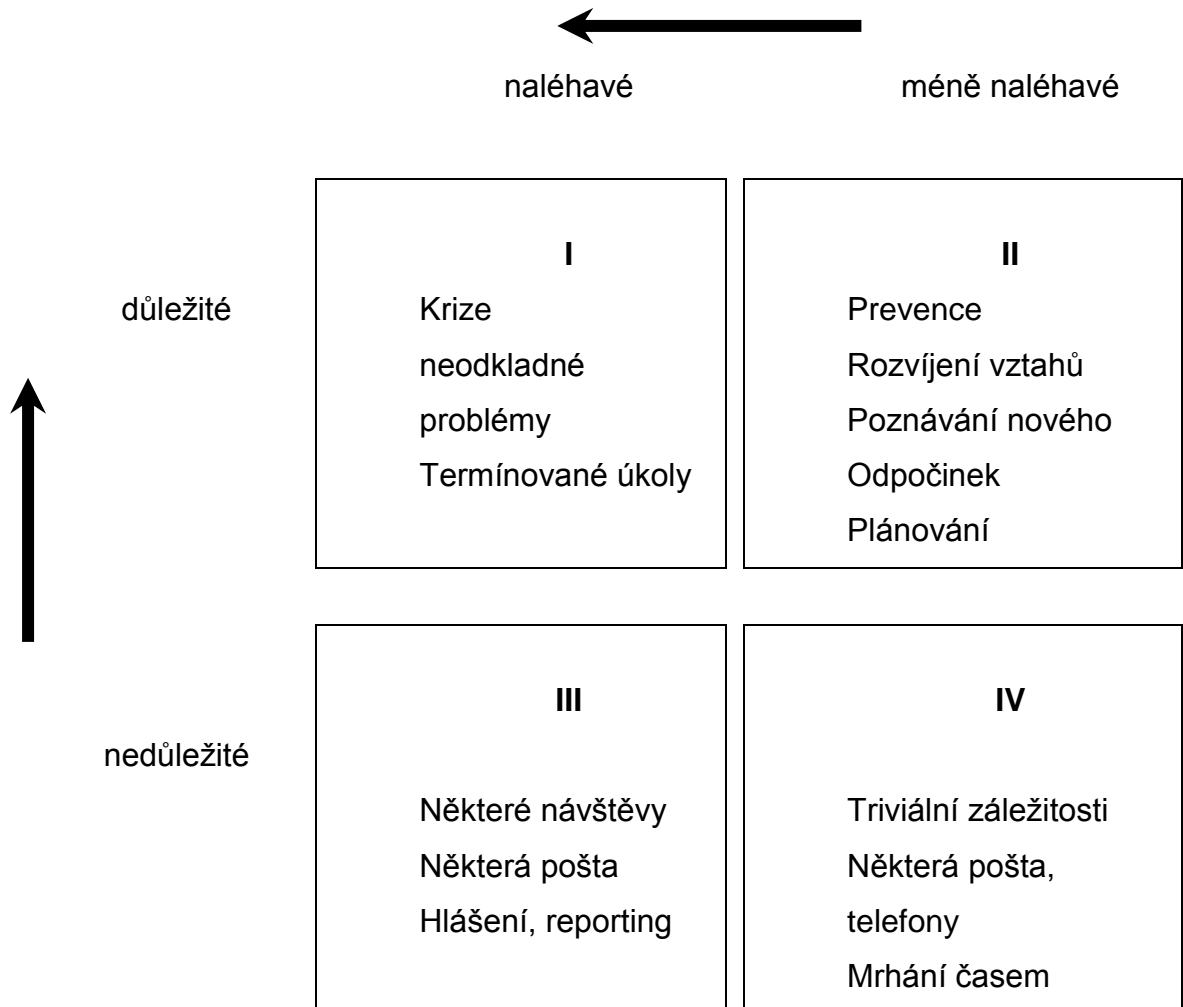 naléhavé méně naléhavé
I
důležité
Krize
neodkladné
problémy
Termínované úkoly
II
Prevence
Rozvíjení vztahů
Poznávání nového
Odpočinek
Plánování
III
nedůležité
Některé návštěvy
Některá pošta
Hlášení, reporting
IV
Triviální záležitosti
Některá pošta,
telefony
Mrhání časem